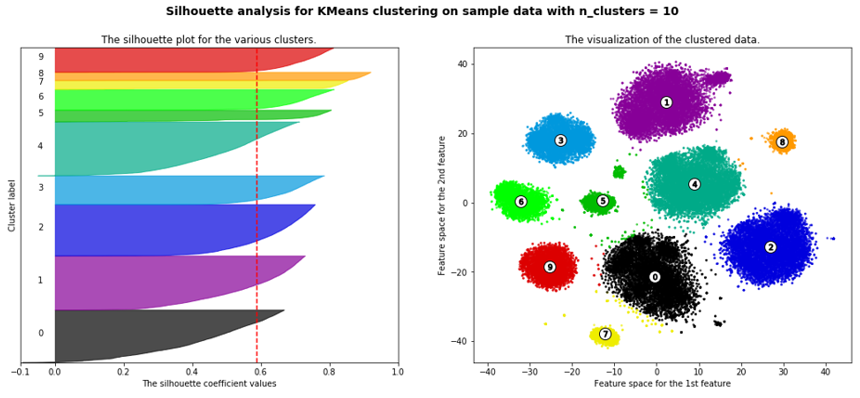 Silhouette analysis for KMeans clustering on sample data with n_clusters = 10
The silhouette plot for the various clusters.
Cluster label
9
8
7
6
5
4
3
2
1
0
−0.1 0.0 0.2 0.4 0.6 0.8 1.0
The silhouette coefficient values
The visualization of the clustered data.
Feature space for the 2nd feature
40
20
0
−20
−40
1
3
8
4
6
5
2
9
0
7
−40 −30 −20 −10 0 10 20 30 40
Feature space for the 1st feature